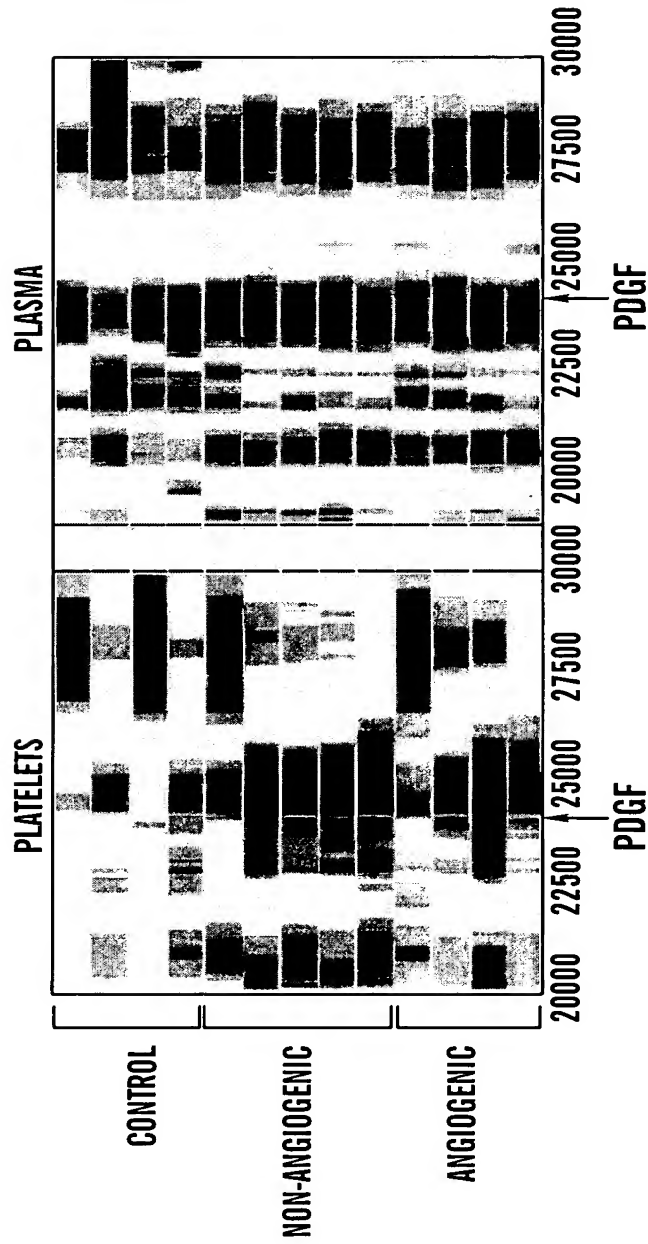 PLATELETS
PLASMA
CONTROL
NON-ANGIOGENIC
ANGIOGENIC
20000 22500 25000 27500 30000
20000 22500 25000 27500 30000
PDGF
PDGF